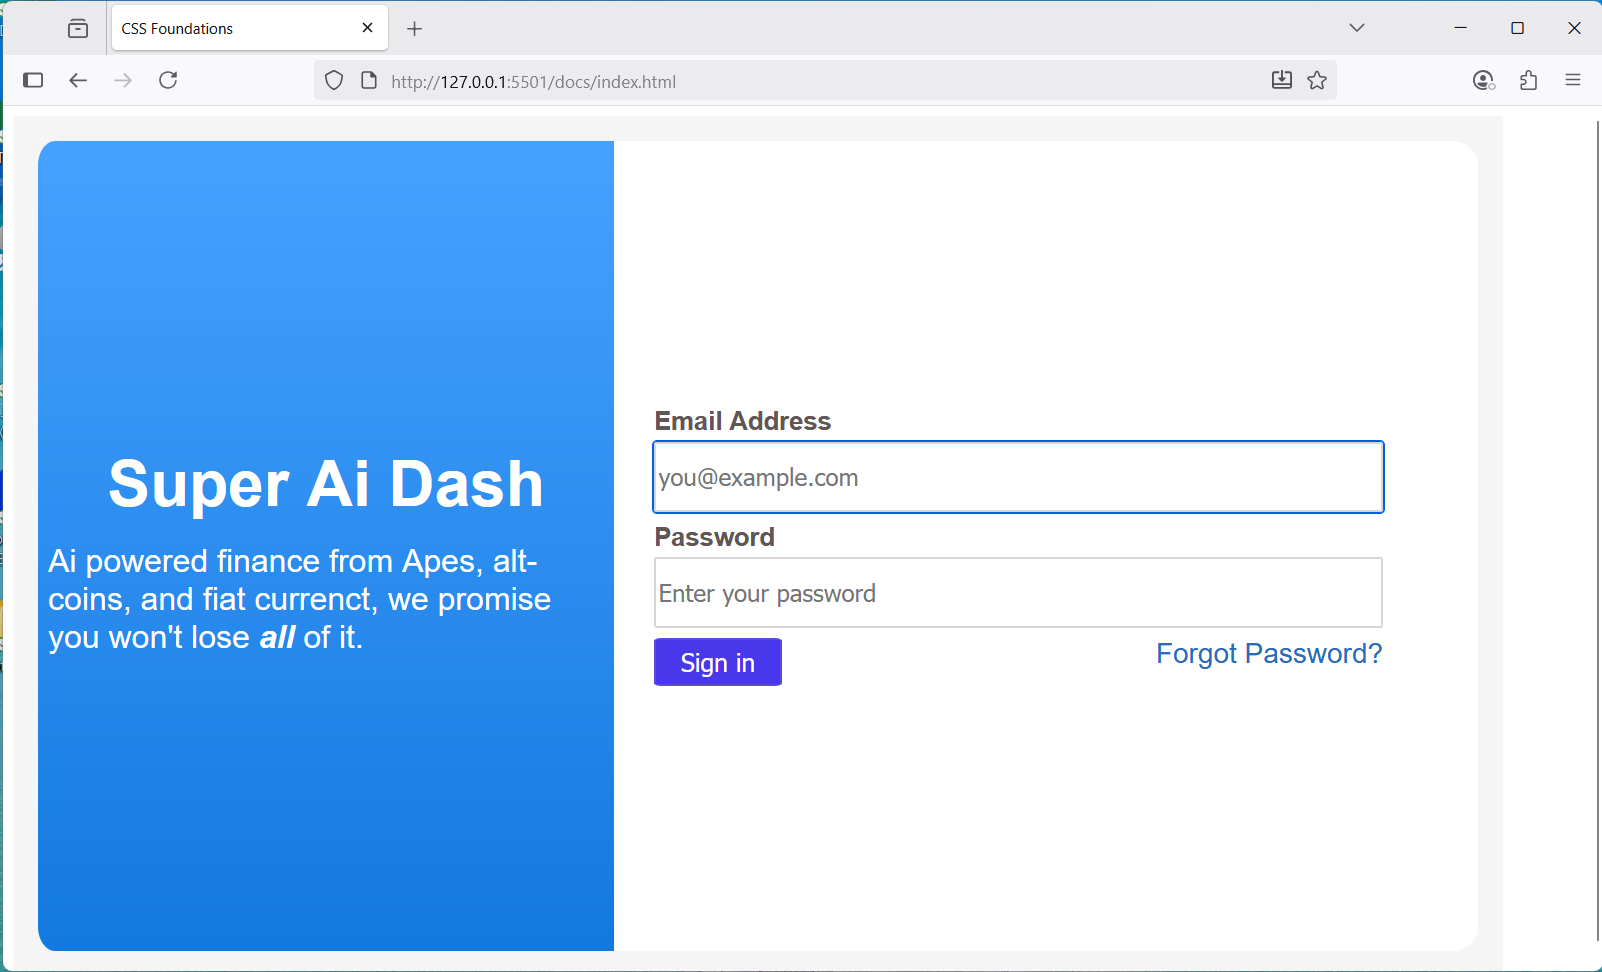 CSS Foundations
http://127.0.0.1:5501/docs/index.html
Super Ai Dash
Ai powered finance from Apes, alt-
coins, and fiat currenct, we promise
you won't lose all of it.
Email Address
you@example.com
Password
Enter your password
Sign in
Forgot Password?